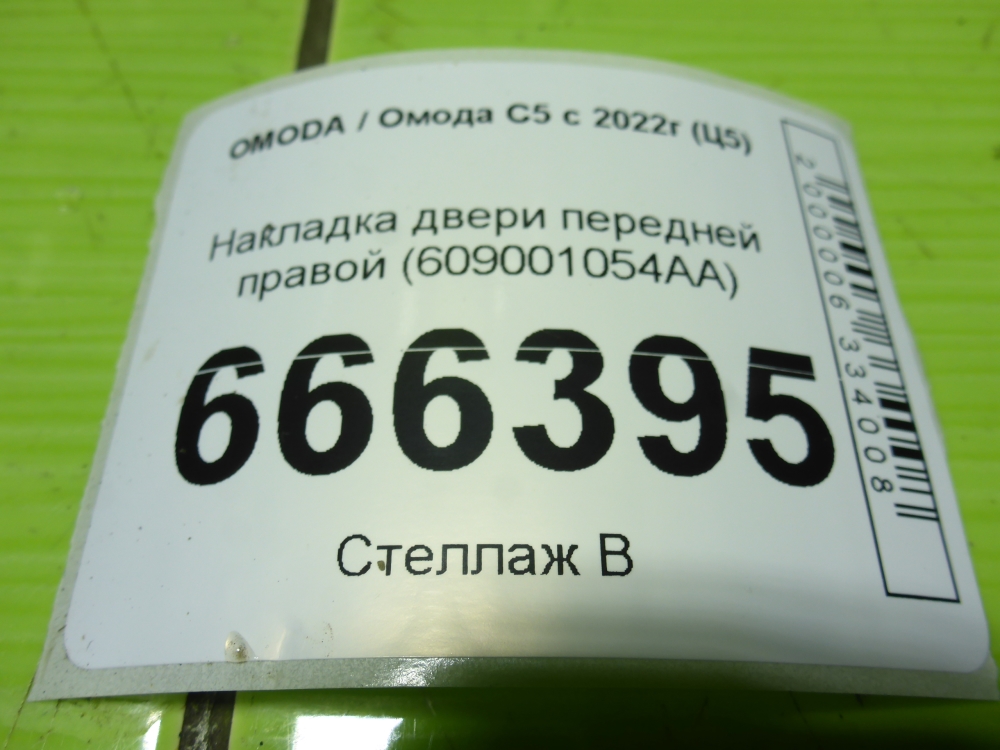 OMODA / Омода C5 с 2022г (Ц5)
Накладка двери передней
правой (609001054AA)
666395
Стеллаж В
2000006334008